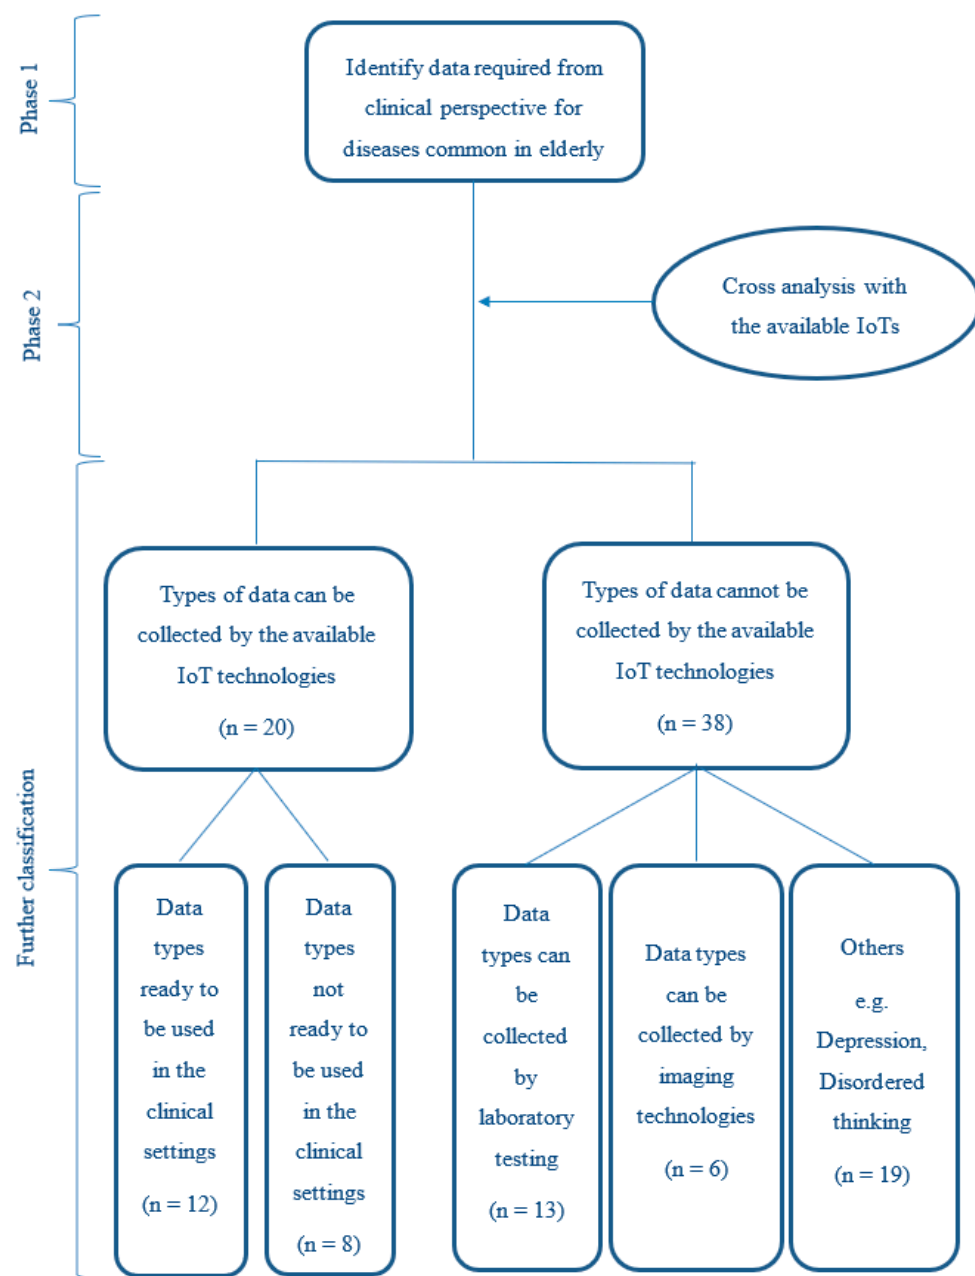 Phase 1
Identify data required from
clinical perspective for
diseases common in elderly
Phase 2
Cross analysis with
the available IoTs
Further classification
Types of data can be
collected by the available
IoT technologies
(n = 20)
Types of data cannot be
collected by the available
IoT technologies
(n = 38)
Data
types
ready to
be used
in the
clinical
settings
(n = 12)
Data
types
not
ready to
be used
in the
clinical
settings
(n = 8)
Data
types can
be
collected
by
laboratory
testing
(n = 13)
Data types
can be
collected by
imaging
technologies
(n = 6)
Others
e.g.
Depression,
Disordered
thinking
(n = 19)